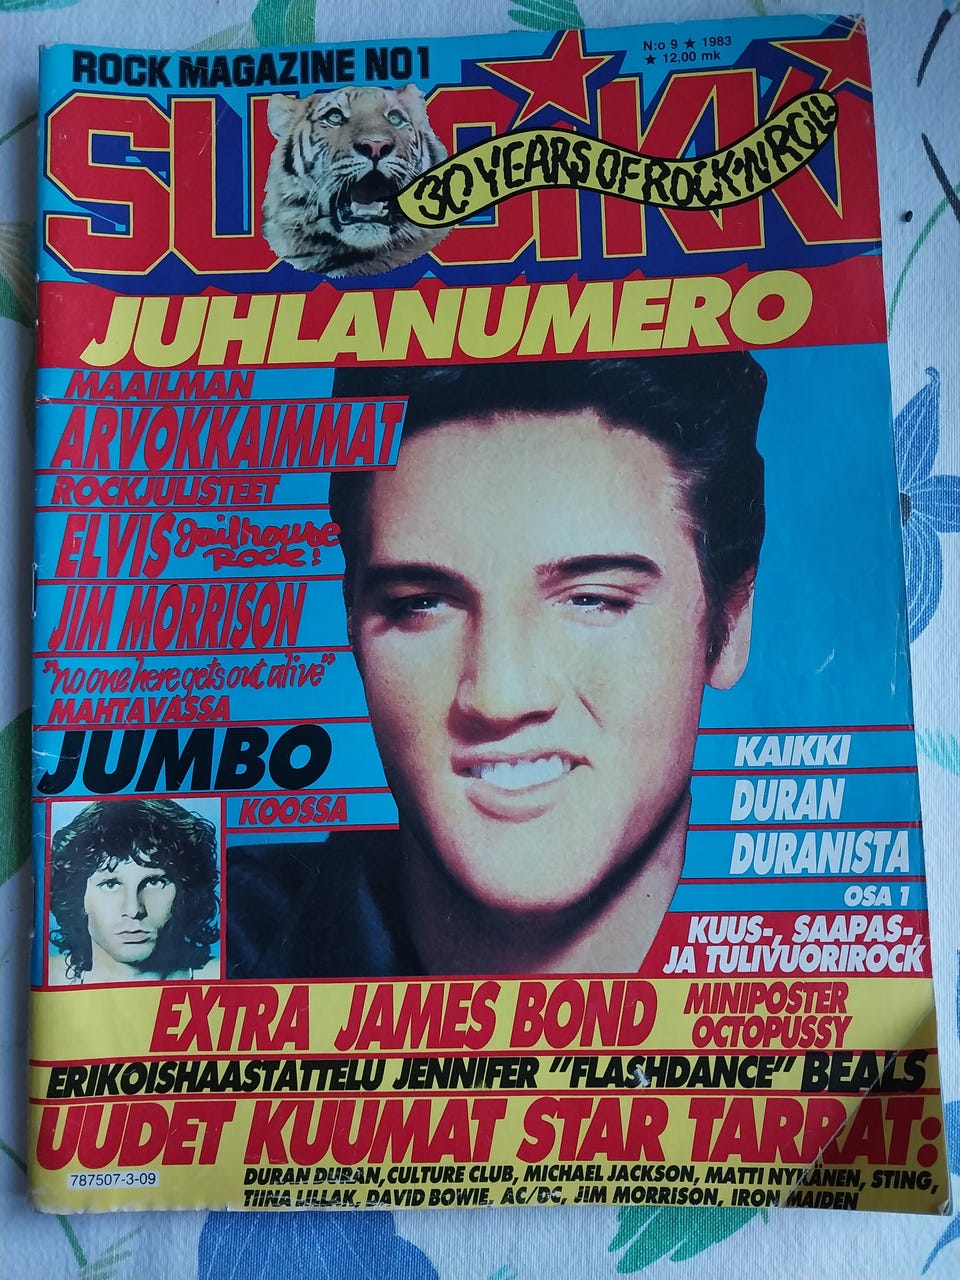 ROCK MAGAZINE NO1
N:o 9 ★ 1983
★ 12,00 mk
SUOSIKKI
30 YEARS OF ROCK'N ROLL
JUHLANUMERO
MAAILMAN
ARVOKKAIMMAT
ROCKJULISTEET
ELVIS Jailhouse
ROCK!
JIM MORRISON
"no one here gets out alive"
MAHTAVASSA
JUMBO
KOOSSA
KAIKKI
DURAN
DURANISTA
OSA 1
KUUS-, SAAPAS-,
JA TULIVUORIROCK
EXTRA JAMES BOND
MINIPOSTER
OCTOPUSSY
ERIKOISHAASTATTELU JENNIFER "FLASHDANCE" BEALS
UUDET KUUMAT STAR TARRAT:
787507-3-09
DURAN DURAN, CULTURE CLUB, MICHAEL JACKSON, MATTI NYKÄNEN, STING,
TIINA LILLAK, DAVID BOWIE, AC/DC, JIM MORRISON, IRON MAIDEN